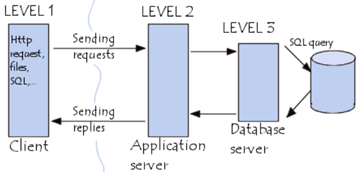 LEVEL 1
LEVEL 2
LEVEL 3
Http
request,
files,
SQL,...
Sending
requests
SQL query
Sending
replies
Client
Application
server
Database
server